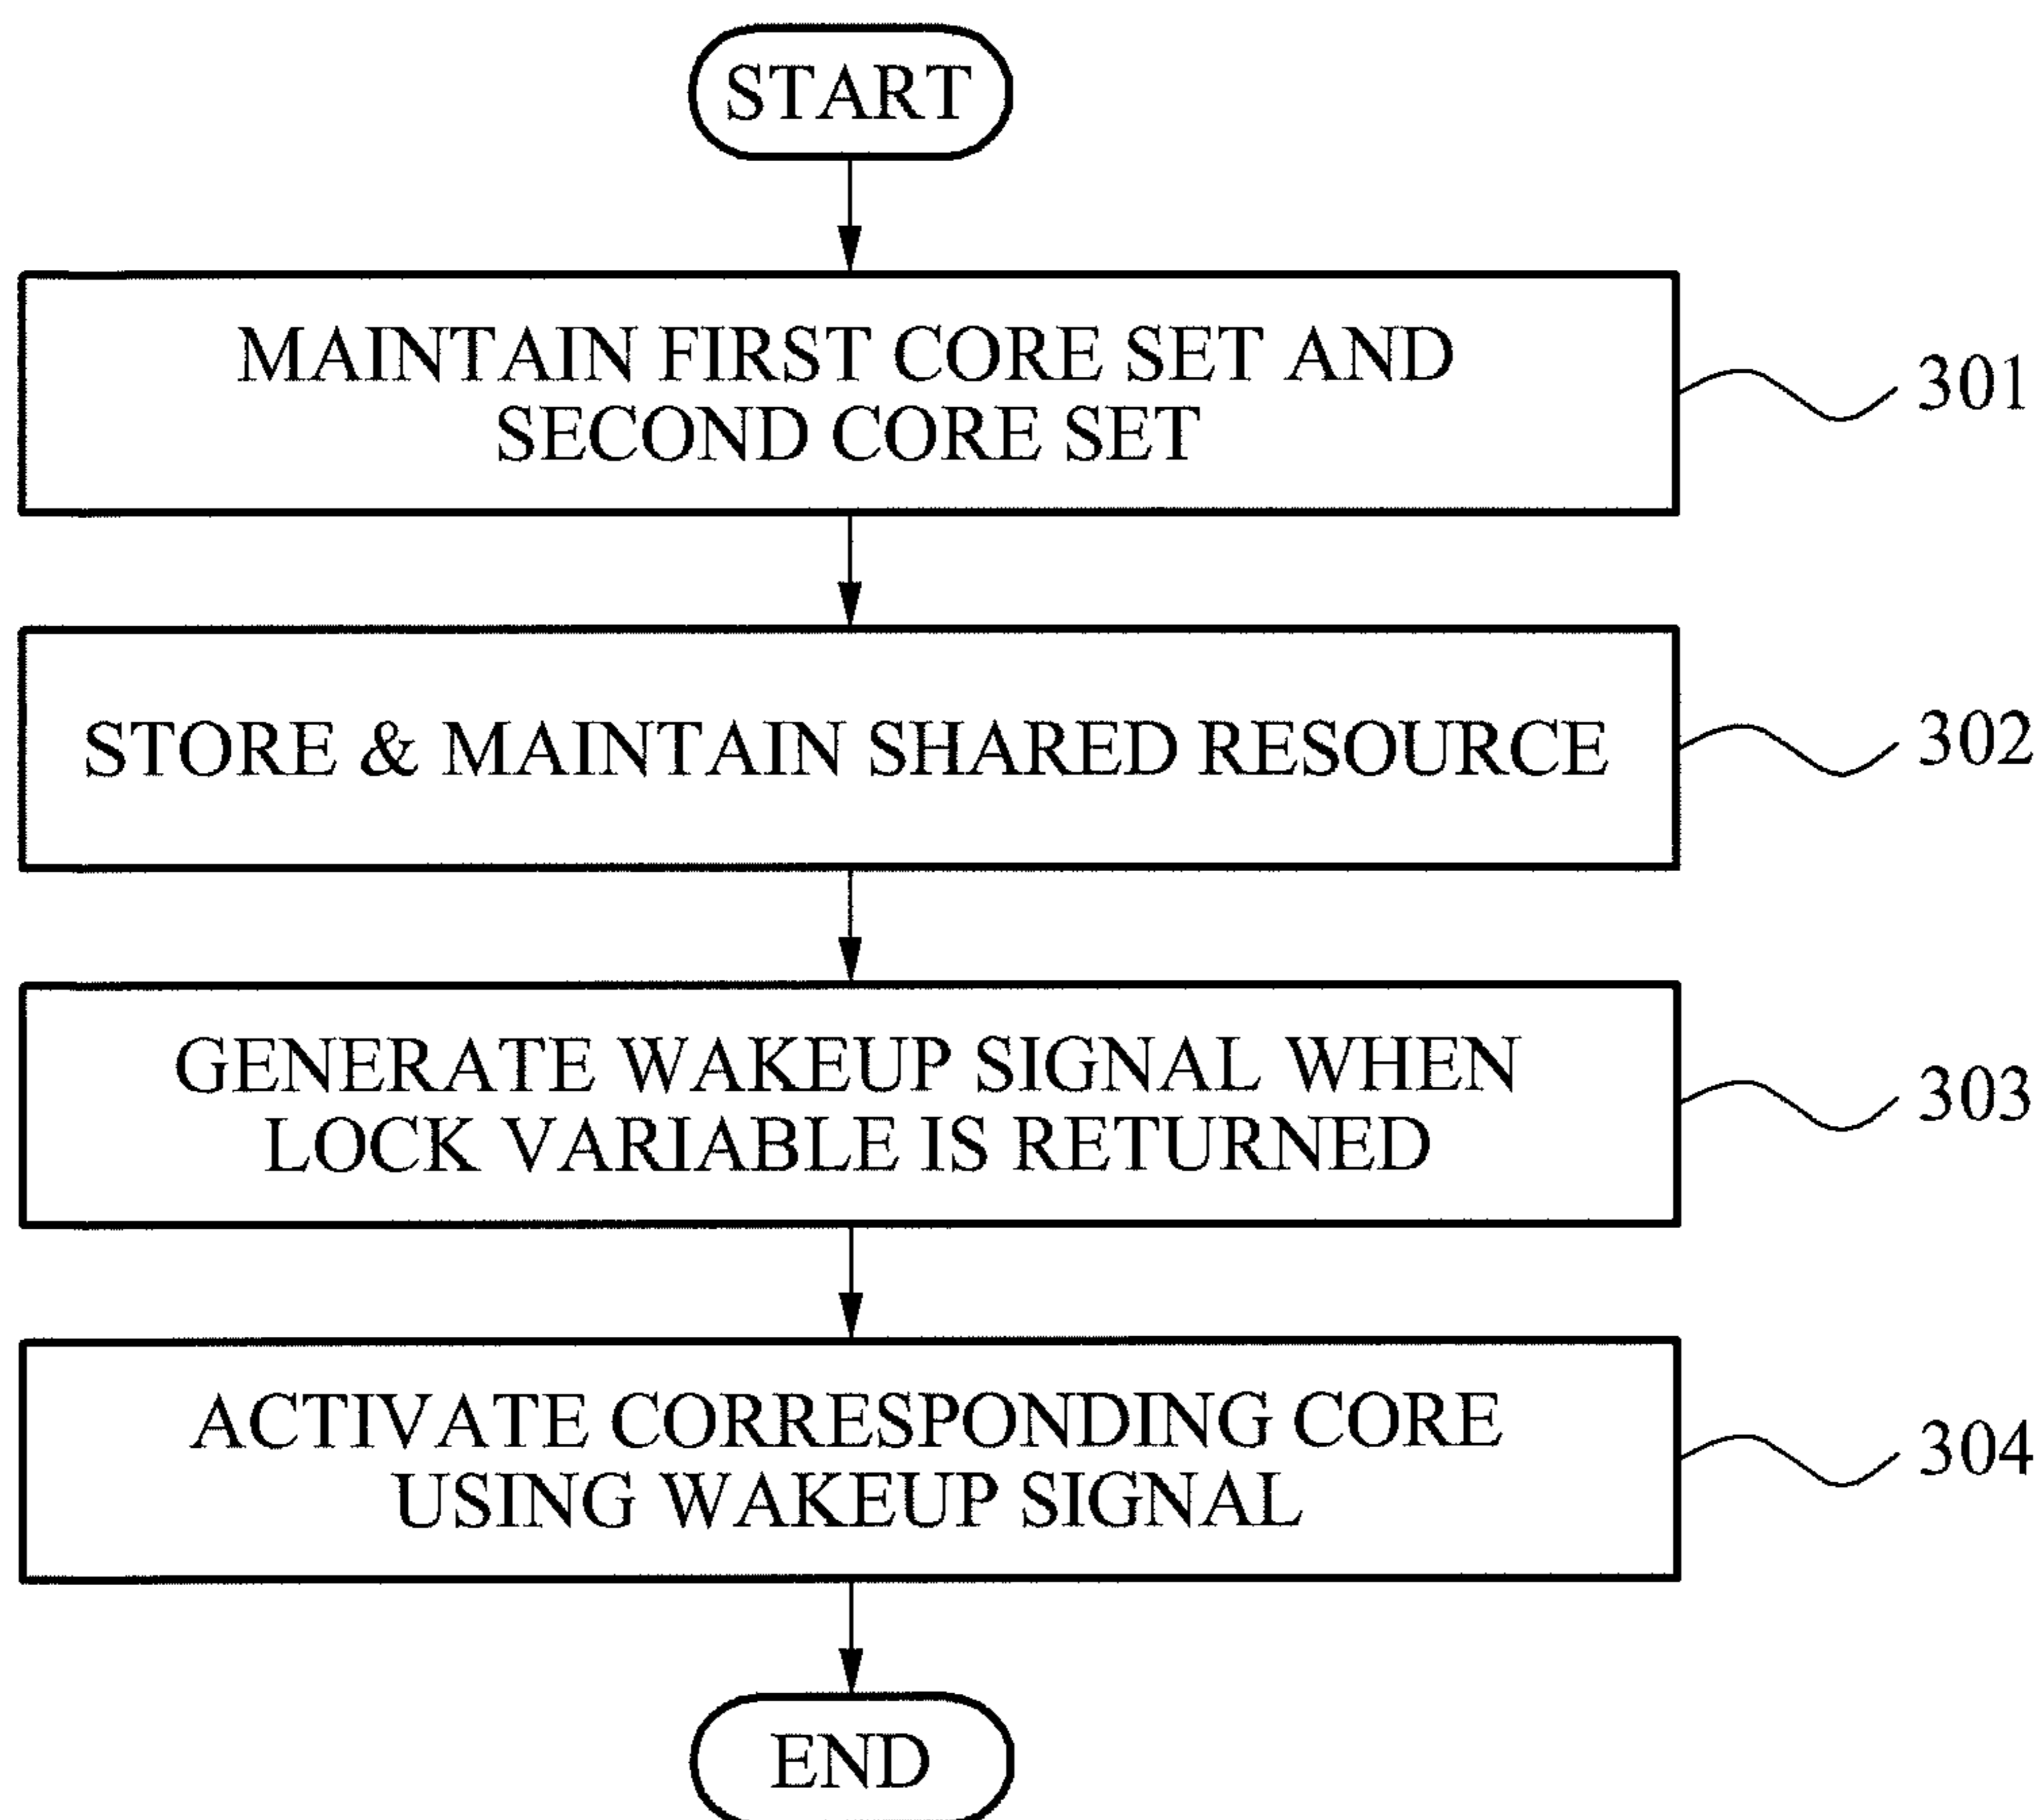 START
MAINTAIN FIRST CORE SET AND
SECOND CORE SET
301
STORE & MAINTAIN SHARED RESOURCE
302
GENERATE WAKEUP SIGNAL WHEN
LOCK VARIABLE IS RETURNED
303
ACTIVATE CORRESPONDING CORE
USING WAKEUP SIGNAL
304
END